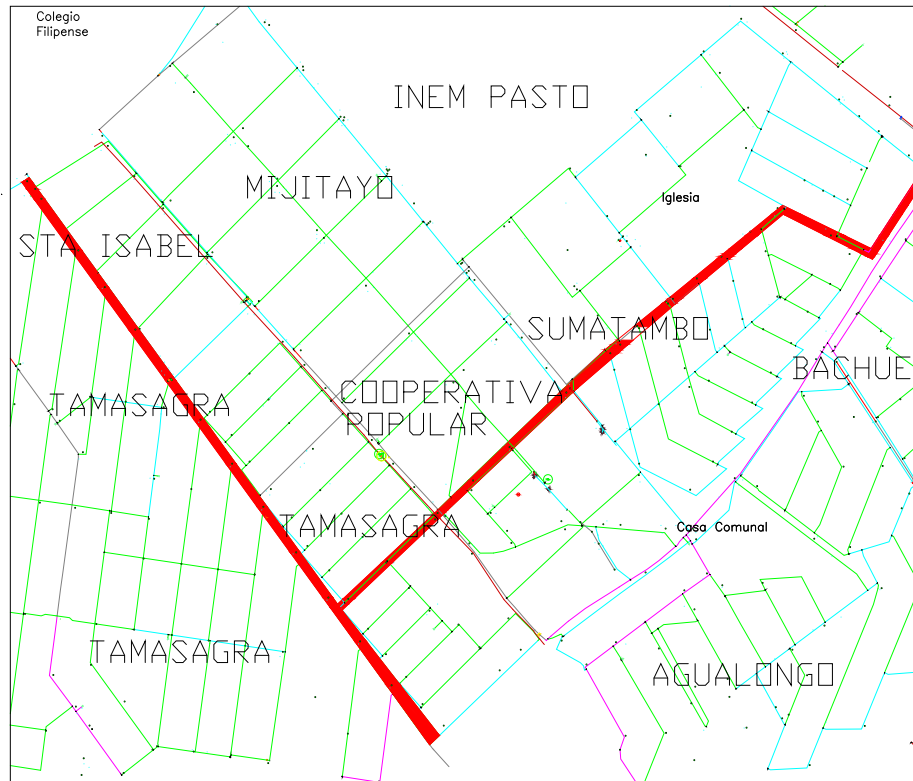 Colegio
Filipense
INEM PASTO
MIJITAYO
Iglesia
STA ISABEL
SUMATAMBO
BACHUE
COOPERATIVA
POPULAR
TAMASAGRA
TAMASAGRA
Casa Comunal
TAMASAGRA
AGUALONGO